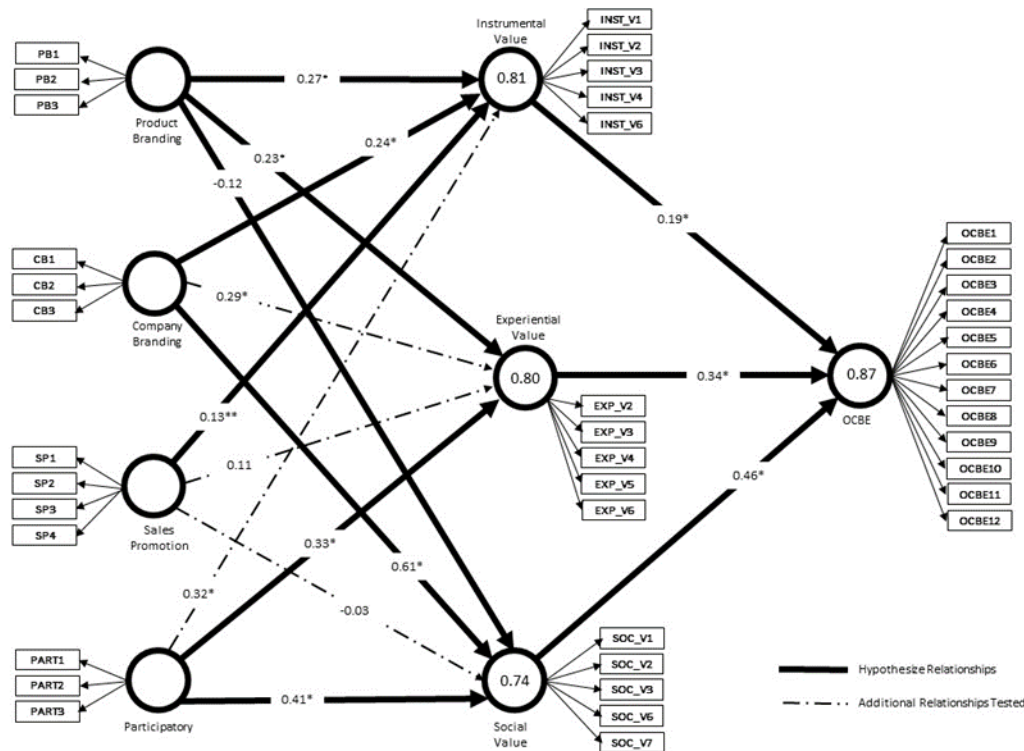 Instrumental
Value
0.81
INST_V1
INST_V2
INST_V3
INST_V4
INST_V6
PB1
PB2
PB3
Product
Branding
0.27*
0.24*
0.23*
-0.12
0.19*
CB1
CB2
CB3
Company
Branding
0.29*
Experiential
Value
0.80
0.34*
0.87
OCBE
OCBE1
OCBE2
OCBE3
OCBE4
OCBE5
OCBE6
OCBE7
OCBE8
OCBE9
OCBE10
OCBE11
OCBE12
EXP_V2
EXP_V3
EXP_V4
EXP_V5
EXP_V6
0.13**
0.11
SP1
SP2
SP3
SP4
Sales
Promotion
0.46*
0.33*
0.61*
0.32*
-0.03
PART1
PART2
PART3
Participatory
0.41*
0.74
Social
Value
SOC_V1
SOC_V2
SOC_V3
SOC_V6
SOC_V7
Hypothesize Relationships
Additional Relationships Tested